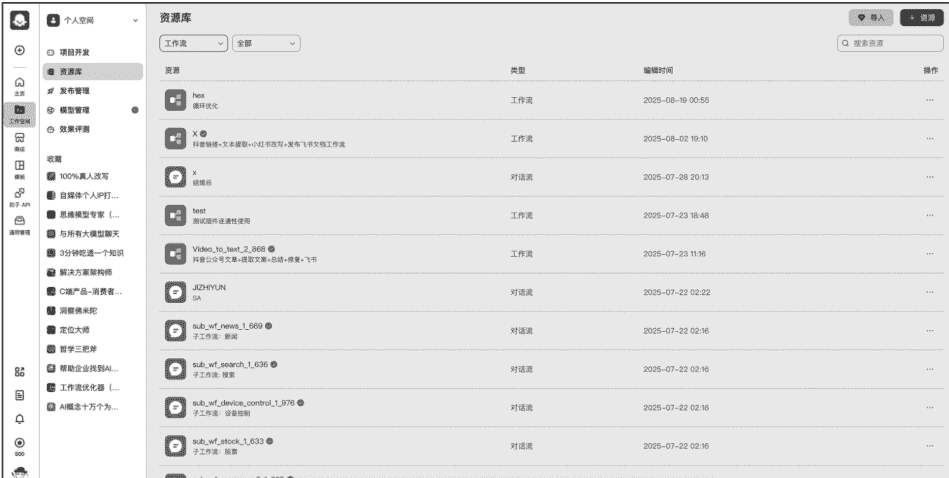 个人空间
项目开发
资源库
发布管理
模型管理
效果评测
收藏
100%真人改写
自媒体个人IP打...
思维模型专家（...
与所有大模型聊天
3分钟吃透一个知识
解决方案架构师
C端产品-消费者...
洞察佛米陀
定位大师
哲学三把斧
帮助企业找到AI...
工作流优化器（...
AI概念十万个为...
主页
工作空间
商店
模板
扣子 API
通用管理
500
资源库
导入
+ 资源
工作流
全部
搜索资源
资源 类型 编辑时间 操作
hex
循环优化
工作流 2025-08-19 00:55 ...
X
抖音链接+文本提取+小红书改写+发布飞书文档工作流
工作流 2025-08-02 19:10 ...
x
对话流 2025-07-28 20:13 ...
test
测试插件连通性使用
工作流 2025-07-23 18:48 ...
Video_to_text_2_868
抖音公众号文章+提取文案+总结+修复+飞书
工作流 2025-07-23 11:16 ...
JIZHIYUN
SA
对话流 2025-07-22 02:22 ...
sub_wf_news_1_669
子工作流：新闻
对话流 2025-07-22 02:16 ...
sub_wf_search_1_636
子工作流: 搜索
对话流 2025-07-22 02:16 ...
sub_wf_device_control_1_976
子工作流：设备控制
对话流 2025-07-22 02:16 ...
sub_wf_stock_1_633
子工作流：股票
对话流 2025-07-22 02:16 ...